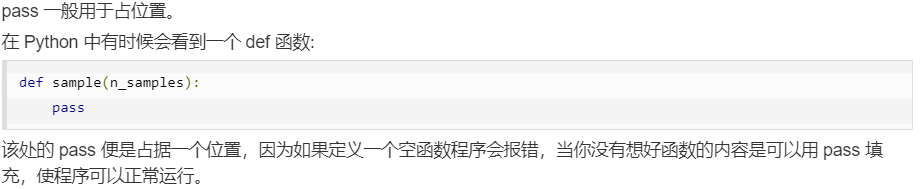 pass 一般用于占位置。
在 Python 中有时候会看到一个 def 函数:
def sample(n_samples):
    pass
该处的 pass 便是占据一个位置，因为如果定义一个空函数程序会报错，当你没有想好函数的内容是可以用 pass 填
充，使程序可以正常运行。